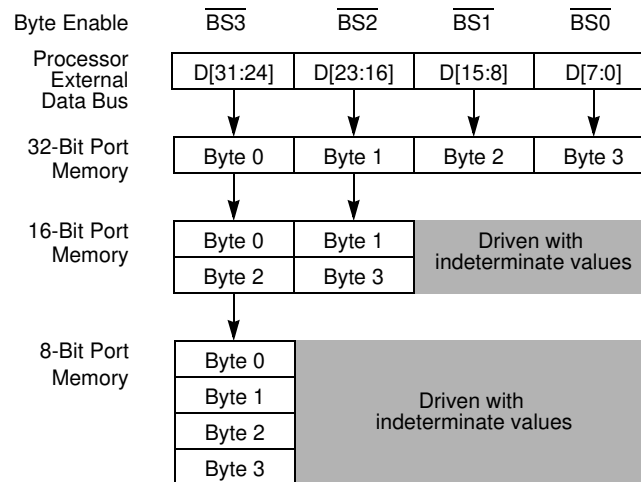 Byte Enable BS3 BS2 BS1 BS0
Processor
External
Data Bus
D[31:24] D[23:16] D[15:8] D[7:0]
32-Bit Port
Memory
Byte 0 Byte 1 Byte 2 Byte 3
16-Bit Port
Memory
Byte 0 Byte 1
Byte 2 Byte 3
Driven with
indeterminate values
8-Bit Port
Memory
Byte 0
Byte 1
Byte 2
Byte 3
Driven with
indeterminate values